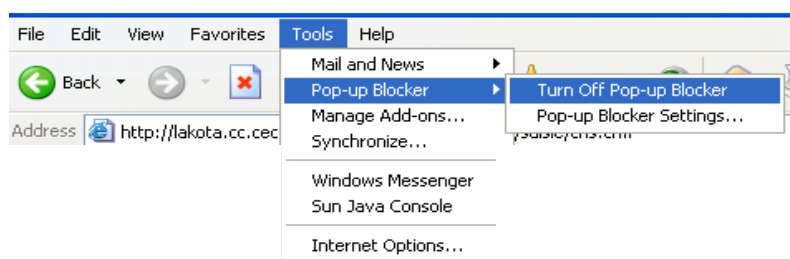 File Edit View Favorites Tools Help
Back
Address http://lakota.cc.cec
Mail and News
Pop-up Blocker
Manage Add-ons...
Synchronize...
Windows Messenger
Sun Java Console
Internet Options...
Turn Off Pop-up Blocker
Pop-up Blocker Settings...